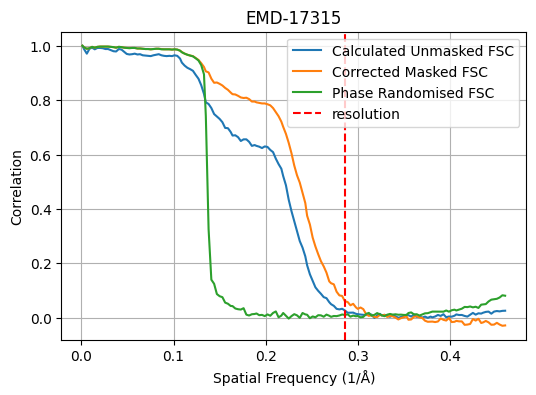 EMD-17315
Calculated Unmasked FSC
Corrected Masked FSC
Phase Randomised FSC
resolution
Correlation
1.0
0.8
0.6
0.4
0.2
0.0
0.0 0.1 0.2 0.3 0.4
Spatial Frequency (1/Å)